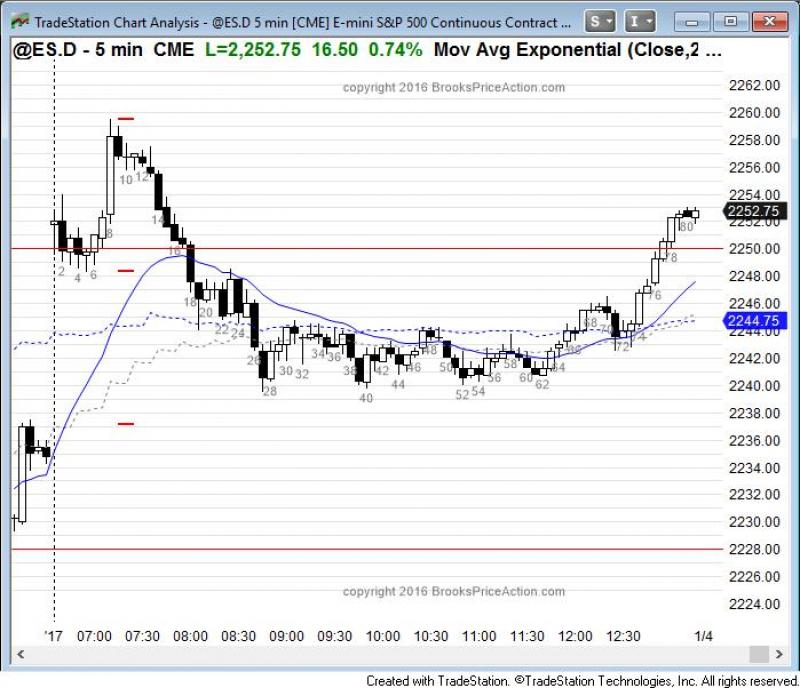 TradeStation Chart Analysis - @ES.D 5 min [CME] E-mini S&P 500 Continuous Contract ...
S
I
@ES.D - 5 min CME L=2,252.75 16.50 0.74% Mov Avg Exponential (Close,2 ...
copyright 2016 BrooksPriceAction.com
2262.00
2260.00
2258.00
2256.00
2254.00
2252.75
2252.00
2250.00
2248.00
2246.00
2244.75
2244.00
2242.00
2240.00
2238.00
2236.00
2234.00
2232.00
2230.00
2228.00
2226.00
2224.00
2 4 6 8 10 12 14 16 18 20 22 24 26 28 30 32 34 36 38 40 42 44 46 48 50 52 54 56 58 60 62 64 66 68 70 72 74 76 78 80
copyright 2016 BrooksPriceAction.com
'17 07:00 07:30 08:00 08:30 09:00 09:30 10:00 10:30 11:00 11:30 12:00 12:30 1/4
Created with TradeStation. ©TradeStation Technologies, Inc. All rights reserved.